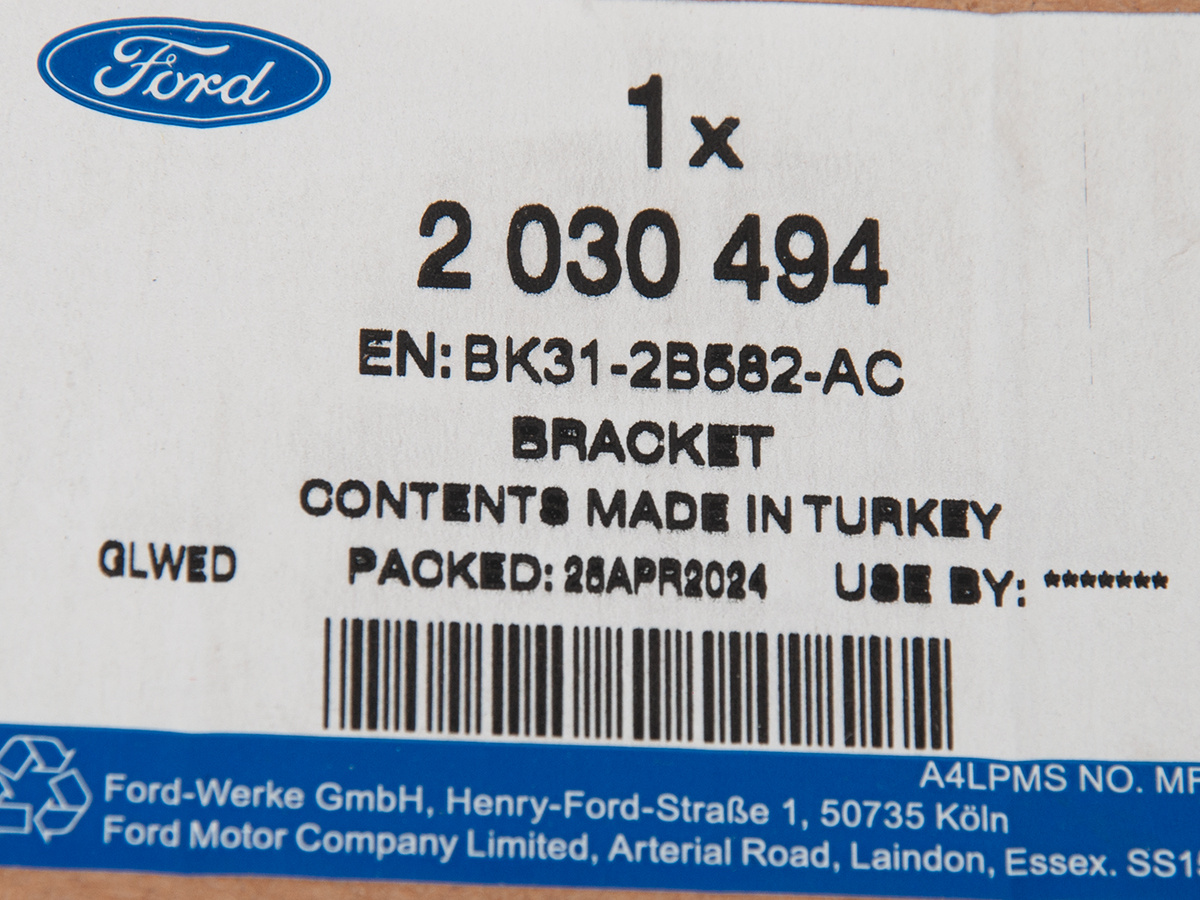 Ford
1x
2 030 494
EN: BK31-2B582-AC
BRACKET
CONTENTS MADE IN TURKEY
GLWED PACKED: 26APR2024 USE BY: *******
A4LPMS NO. MF
Ford-Werke GmbH, Henry-Ford-Straße 1, 50735 Köln
Ford Motor Company Limited, Arterial Road, Laindon, Essex. SS15